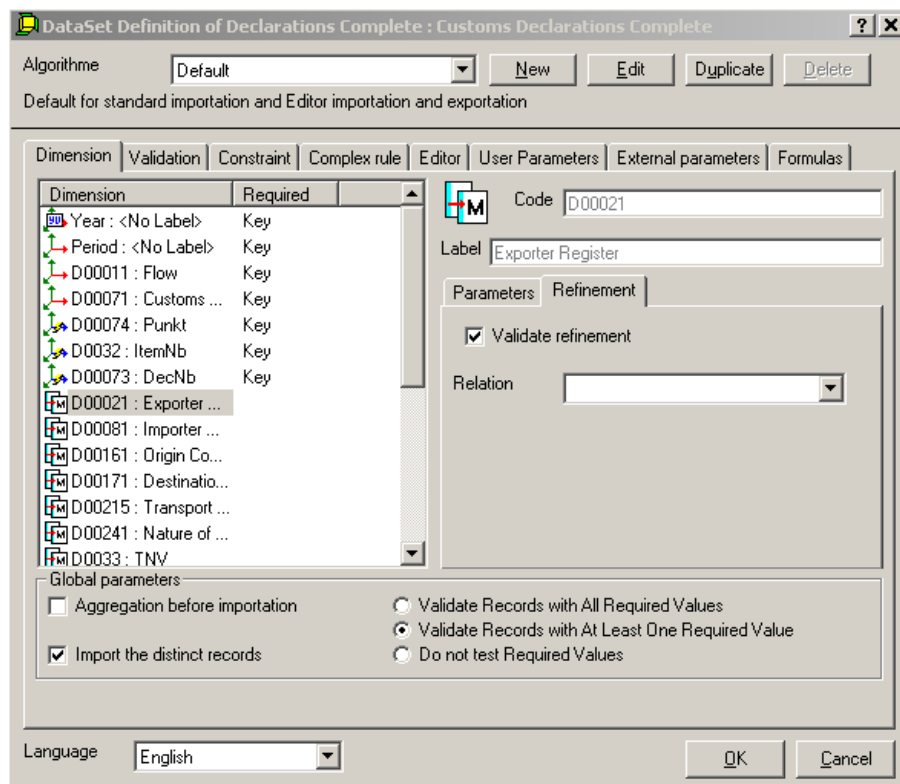 DataSet Definition of Declarations Complete : Customs Declarations Complete
Algorithme Default New Edit Duplicate Delete
Default for standard importation and Editor importation and exportation
Dimension Validation Constraint Complex rule Editor User Parameters External parameters Formulas
Dimension Required
Year : <No Label> Key
Period : <No Label> Key
D00011 : Flow Key
D00071 : Customs ... Key
D00074 : Punkt Key
D0032 : ItemNb Key
D00073 : DecNb Key
D00021 : Exporter ...
D00081 : Importer ...
D00161 : Origin Co...
D00171 : Destinatio...
D00215 : Transport ...
D00241 : Nature of ...
D0033 : TNV
Code D00021
Label Exporter Register
Parameters Refinement
Validate refinement
Relation
Global parameters
Aggregation before importation
Import the distinct records
Validate Records with All Required Values
Validate Records with At Least One Required Value
Do not test Required Values
Language English OK Cancel